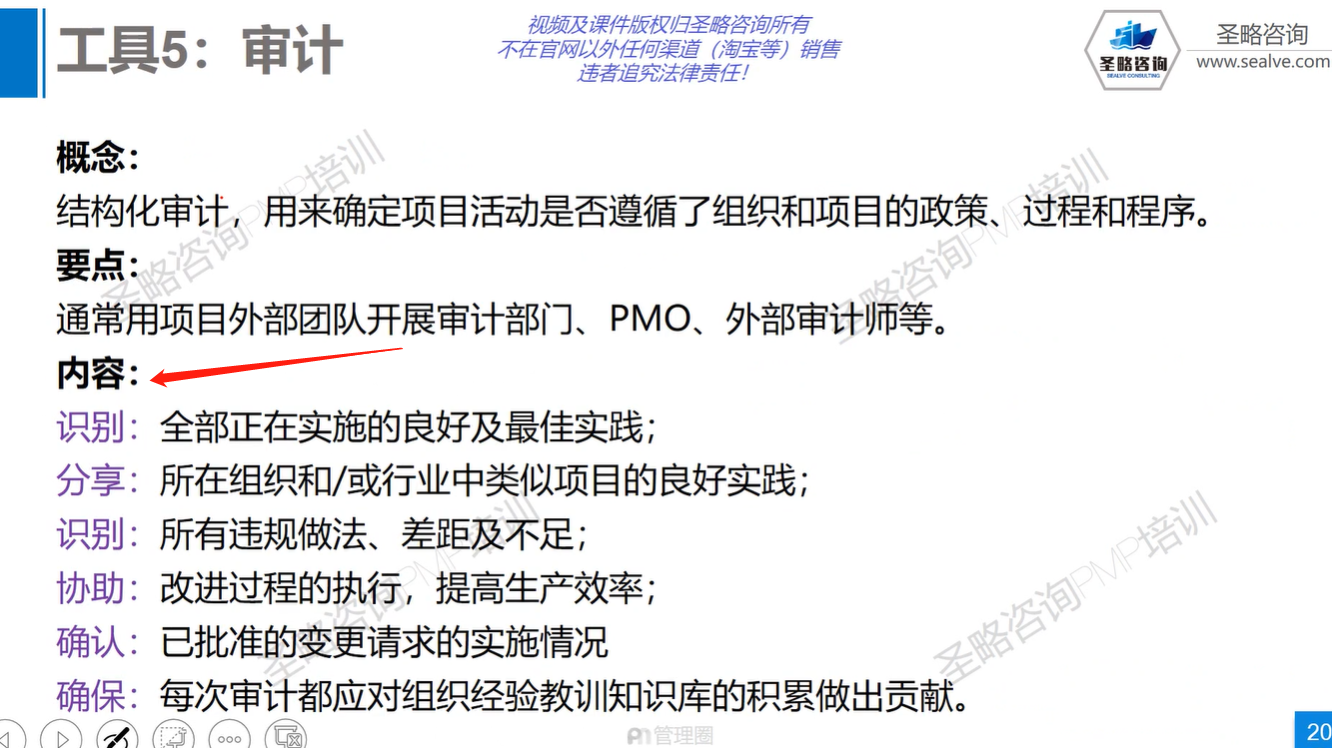 工具5：审计
视频及课件版权归圣略咨询所有
不在官网以外任何渠道（淘宝等）销售
违者追究法律责任！
圣略咨询
SEALVE CONSULTING
圣略咨询
www.sealve.com
概念：
结构化审计，用来确定项目活动是否遵循了组织和项目的政策、过程和程序。
要点：
通常用项目外部团队开展审计部门、PMO、外部审计师等。
内容：
识别：全部正在实施的良好及最佳实践；
分享：所在组织和/或行业中类似项目的良好实践；
识别：所有违规做法、差距及不足；
协助：改进过程的执行，提高生产效率；
确认：已批准的变更请求的实施情况
确保：每次审计都应对组织经验教训知识库的积累做出贡献。
圣略咨询PMP培训
圣略咨询PMP培训
圣略咨询PMP培训
圣略咨询PMP培训
管理圈
20